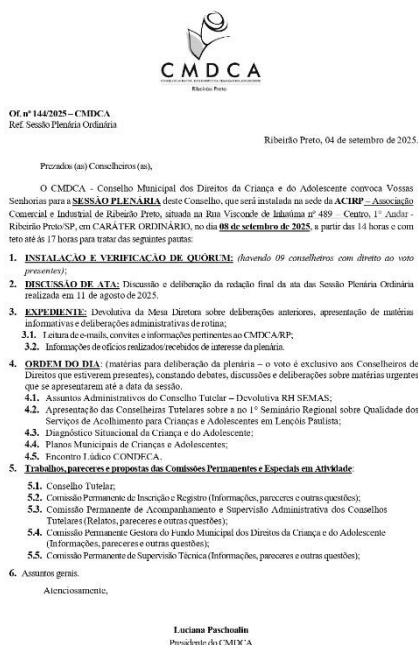 CMDCA
Ribeirão Preto
Of. nº 144/2025 – CMDCA
Ref. Sessão Plenária Ordinária
Ribeirão Preto, 04 de setembro de 2025.
Prezados (as) Conselheiros (as),
O CMDCA - Conselho Municipal dos Direitos da Criança e do Adolescente convoca Vossas
Senhorias para a SESSÃO PLENÁRIA deste Conselho, que será instalada na sede da ACIRP – Associação
Comercial e Industrial de Ribeirão Preto, situada na Rua Visconde de Inhaúma nº 489 – Centro, 1º Andar -
Ribeirão Preto/SP, em CARÁTER ORDINÁRIO, no dia 08 de setembro de 2025, a partir das 14 horas e com
teto até às 17 horas para tratar das seguintes pautas:
1. INSTALAÇÃO E VERIFICAÇÃO DE QUÓRUM: (havendo 09 conselheiros com direito ao voto
presentes);
2. DISCUSSÃO DE ATA: Discussão e deliberação da redação final da ata das Sessão Plenária Ordinária
realizada em 11 de agosto de 2025.
3. EXPEDIENTE: Devolutiva da Mesa Diretora sobre deliberações anteriores, apresentação de matérias
informativas e deliberações administrativas de rotina;
3.1. Leitura de e-mails, convites e informações pertinentes ao CMDCA/RP;
3.2. Informações de ofícios realizados/recebidos de interesse da plenária.
4. ORDEM DO DIA: (matérias para deliberação da plenária – o voto é exclusivo aos Conselheiros de
Direitos que estiverem presentes), constando debates, discussões e deliberações sobre matérias urgentes
que se apresentarem até a data da sessão.
4.1. Assuntos Administrativos do Conselho Tutelar – Devolutiva RH SEMAS;
4.2. Apresentação das Conselheiras Tutelares sobre a no 1º Seminário Regional sobre Qualidade dos
Serviços de Acolhimento para Crianças e Adolescentes em Lençóis Paulista;
4.3. Diagnóstico Situacional da Criança e do Adolescente;
4.4. Planos Municipais de Crianças e Adolescentes;
4.5. Encontro Lúdico CONDECA.
5. Trabalhos, pareceres e propostas das Comissões Permanentes e Especiais em Atividade:
5.1. Conselho Tutelar;
5.2. Comissão Permanente de Inscrição e Registro (Informações, pareceres e outras questões);
5.3. Comissão Permanente de Acompanhamento e Supervisão Administrativa dos Conselhos
Tutelares (Relatos, pareceres e outras questões);
5.4. Comissão Permanente Gestora do Fundo Municipal dos Direitos da Criança e do Adolescente
(Informações, pareceres e outras questões);
5.5. Comissão Permanente de Supervisão Técnica (Informações, pareceres e outras questões);
6. Assuntos gerais.
Atenciosamente,
Luciana Paschoalin
Presidente do CMDCA